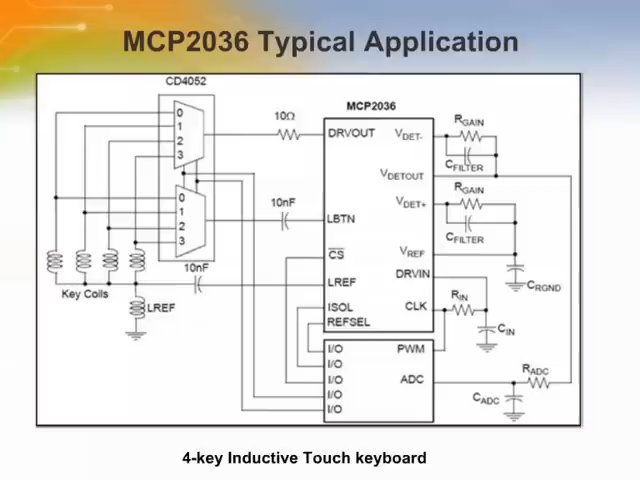 MCP2036 Typical Application
CD4052
MCP2036
0
1
2
3
10Ω
DRVOUT
VDET-
RGAIN
CFILTER
VDETOUT
0
1
2
3
10nF
LBTN
VDET+
RGAIN
CFILTER
CS
VREF
10nF
LREF
DRVIN
CRGND
Key Coils
LREF
ISOL
CLK
RIN
REFSEL
CIN
I/O
PWM
I/O
I/O
ADC
RADC
I/O
CADC
I/O
4-key Inductive Touch keyboard